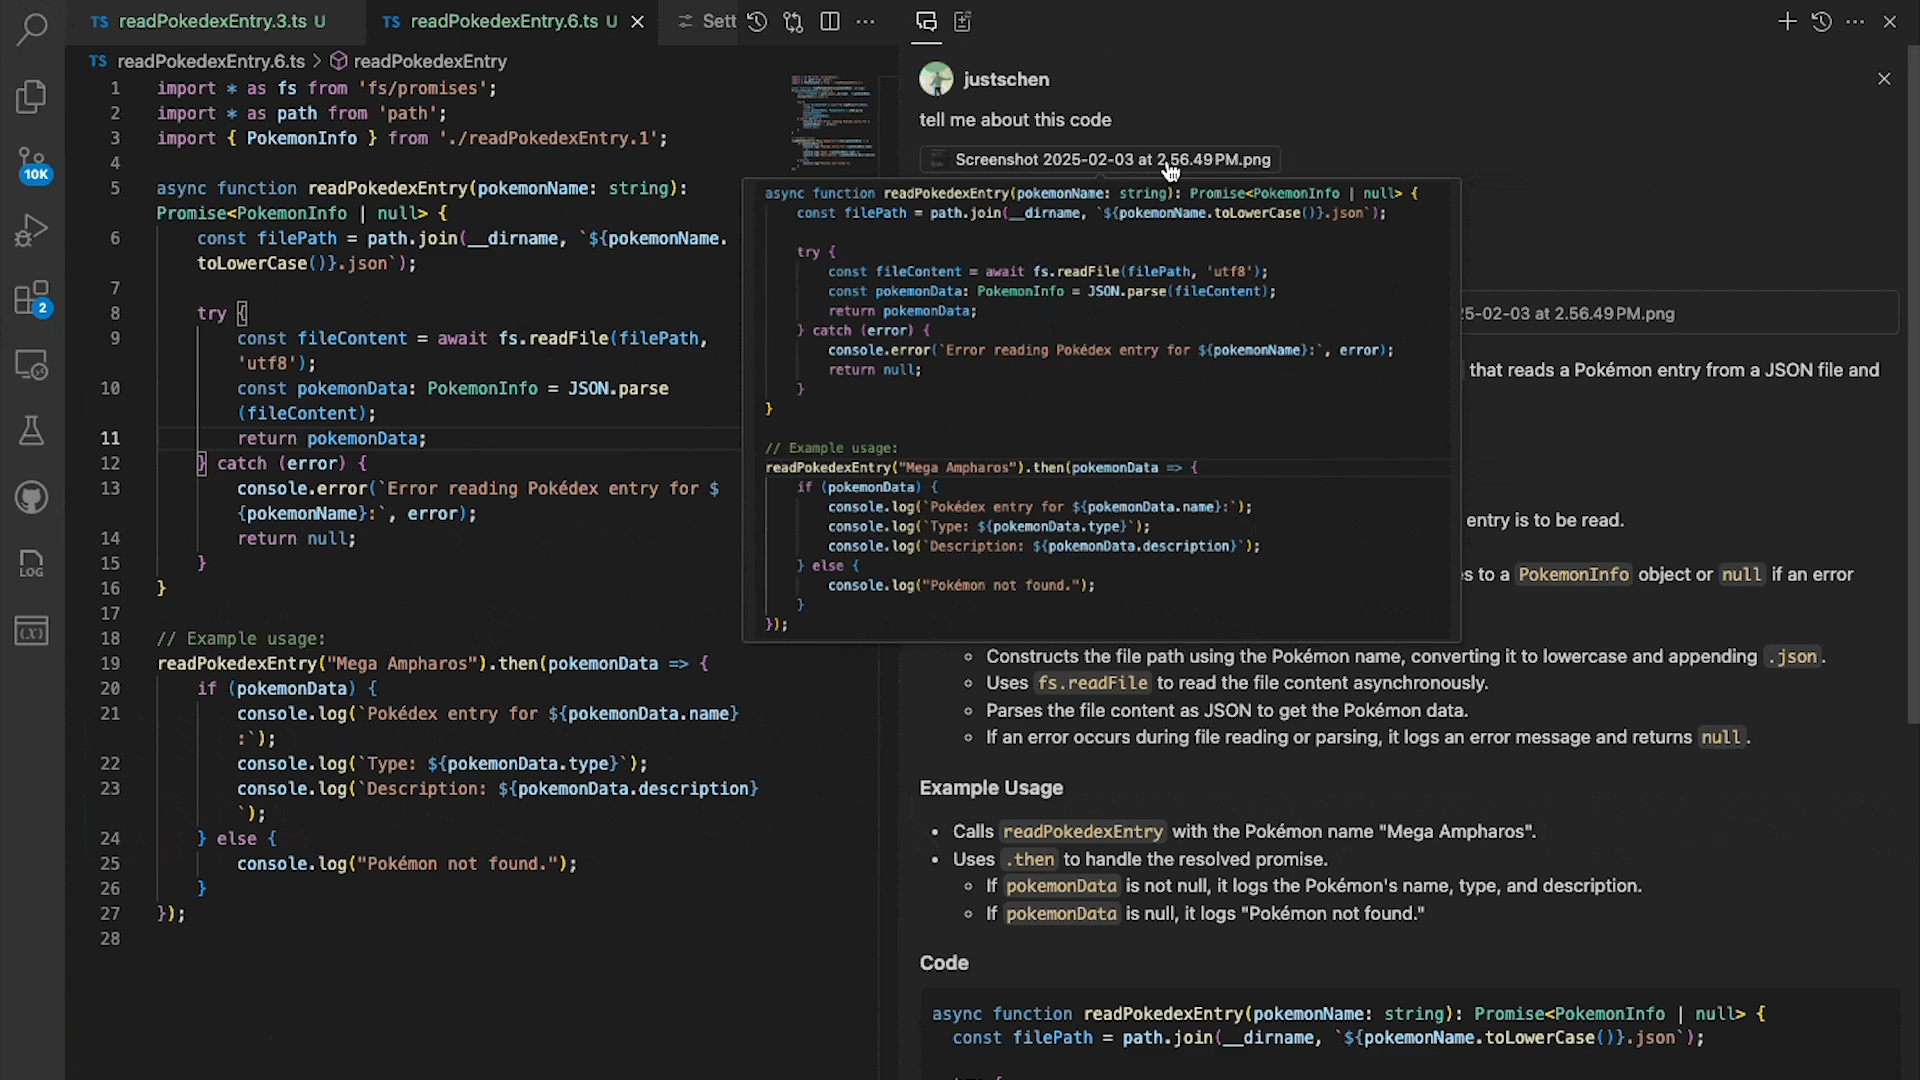 TS readPokedexEntry.3.ts U
TS readPokedexEntry.6.ts U
Sett
TS readPokedexEntry.6.ts > readPokedexEntry
10K
2
LOG
1 import * as fs from 'fs/promises';
2 import * as path from 'path';
3 import { PokemonInfo } from './readPokedexEntry.1';
4
5 async function readPokedexEntry(pokemonName: string):
Promise<PokemonInfo | null> {
6 const filePath = path.join(__dirname, `${pokemonName.
toLowerCase()}.json`);
7
8 try {
9 const fileContent = await fs.readFile(filePath,
'utf8');
10 const pokemonData: PokemonInfo = JSON.parse
(fileContent);
11 return pokemonData;
12 } catch (error) {
13 console.error(`Error reading Pokédex entry for $
{pokemonName}:`, error);
14 return null;
15 }
16 }
17
18 // Example usage:
19 readPokedexEntry("Mega Ampharos").then(pokemonData => {
20 if (pokemonData) {
21 console.log(`Pokédex entry for ${pokemonData.name}
:`);
22 console.log(`Type: ${pokemonData.type}`);
23 console.log(`Description: ${pokemonData.description}
`);
24 } else {
25 console.log("Pokémon not found.");
26 }
27 });
28
justschen
tell me about this code
Screenshot 2025-02-03 at 2.56.49 PM.png
async function readPokedexEntry(pokemonName: string): Promise<PokemonInfo | null> {
const filePath = path.join(__dirname, `${pokemonName.toLowerCase()}.json`);
try {
const fileContent = await fs.readFile(filePath, 'utf8');
const pokemonData: PokemonInfo = JSON.parse(fileContent);
return pokemonData;
} catch (error) {
console.error(`Error reading Pokédex entry for ${pokemonName}:`, error);
return null;
}
}
// Example usage:
readPokedexEntry("Mega Ampharos").then(pokemonData => {
if (pokemonData) {
console.log(`Pokédex entry for ${pokemonData.name}:`);
console.log(`Type: ${pokemonData.type}`);
console.log(`Description: ${pokemonData.description}`);
} else {
console.log("Pokémon not found.");
}
});
25-02-03 at 2.56.49 PM.png
that reads a Pokémon entry from a JSON file and
entry is to be read.
s to a PokemonInfo object or null if an error
Constructs the file path using the Pokémon name, converting it to lowercase and appending .json.
Uses fs.readFile to read the file content asynchronously.
Parses the file content as JSON to get the Pokémon data.
If an error occurs during file reading or parsing, it logs an error message and returns null.
Example Usage
Calls readPokedexEntry with the Pokémon name "Mega Ampharos".
Uses .then to handle the resolved promise.
If pokemonData is not null, it logs the Pokémon's name, type, and description.
If pokemonData is null, it logs "Pokémon not found."
Code
async function readPokedexEntry(pokemonName: string): Promise<PokemonInfo | null> {
const filePath = path.join(__dirname, `${pokemonName.toLowerCase()}.json`);